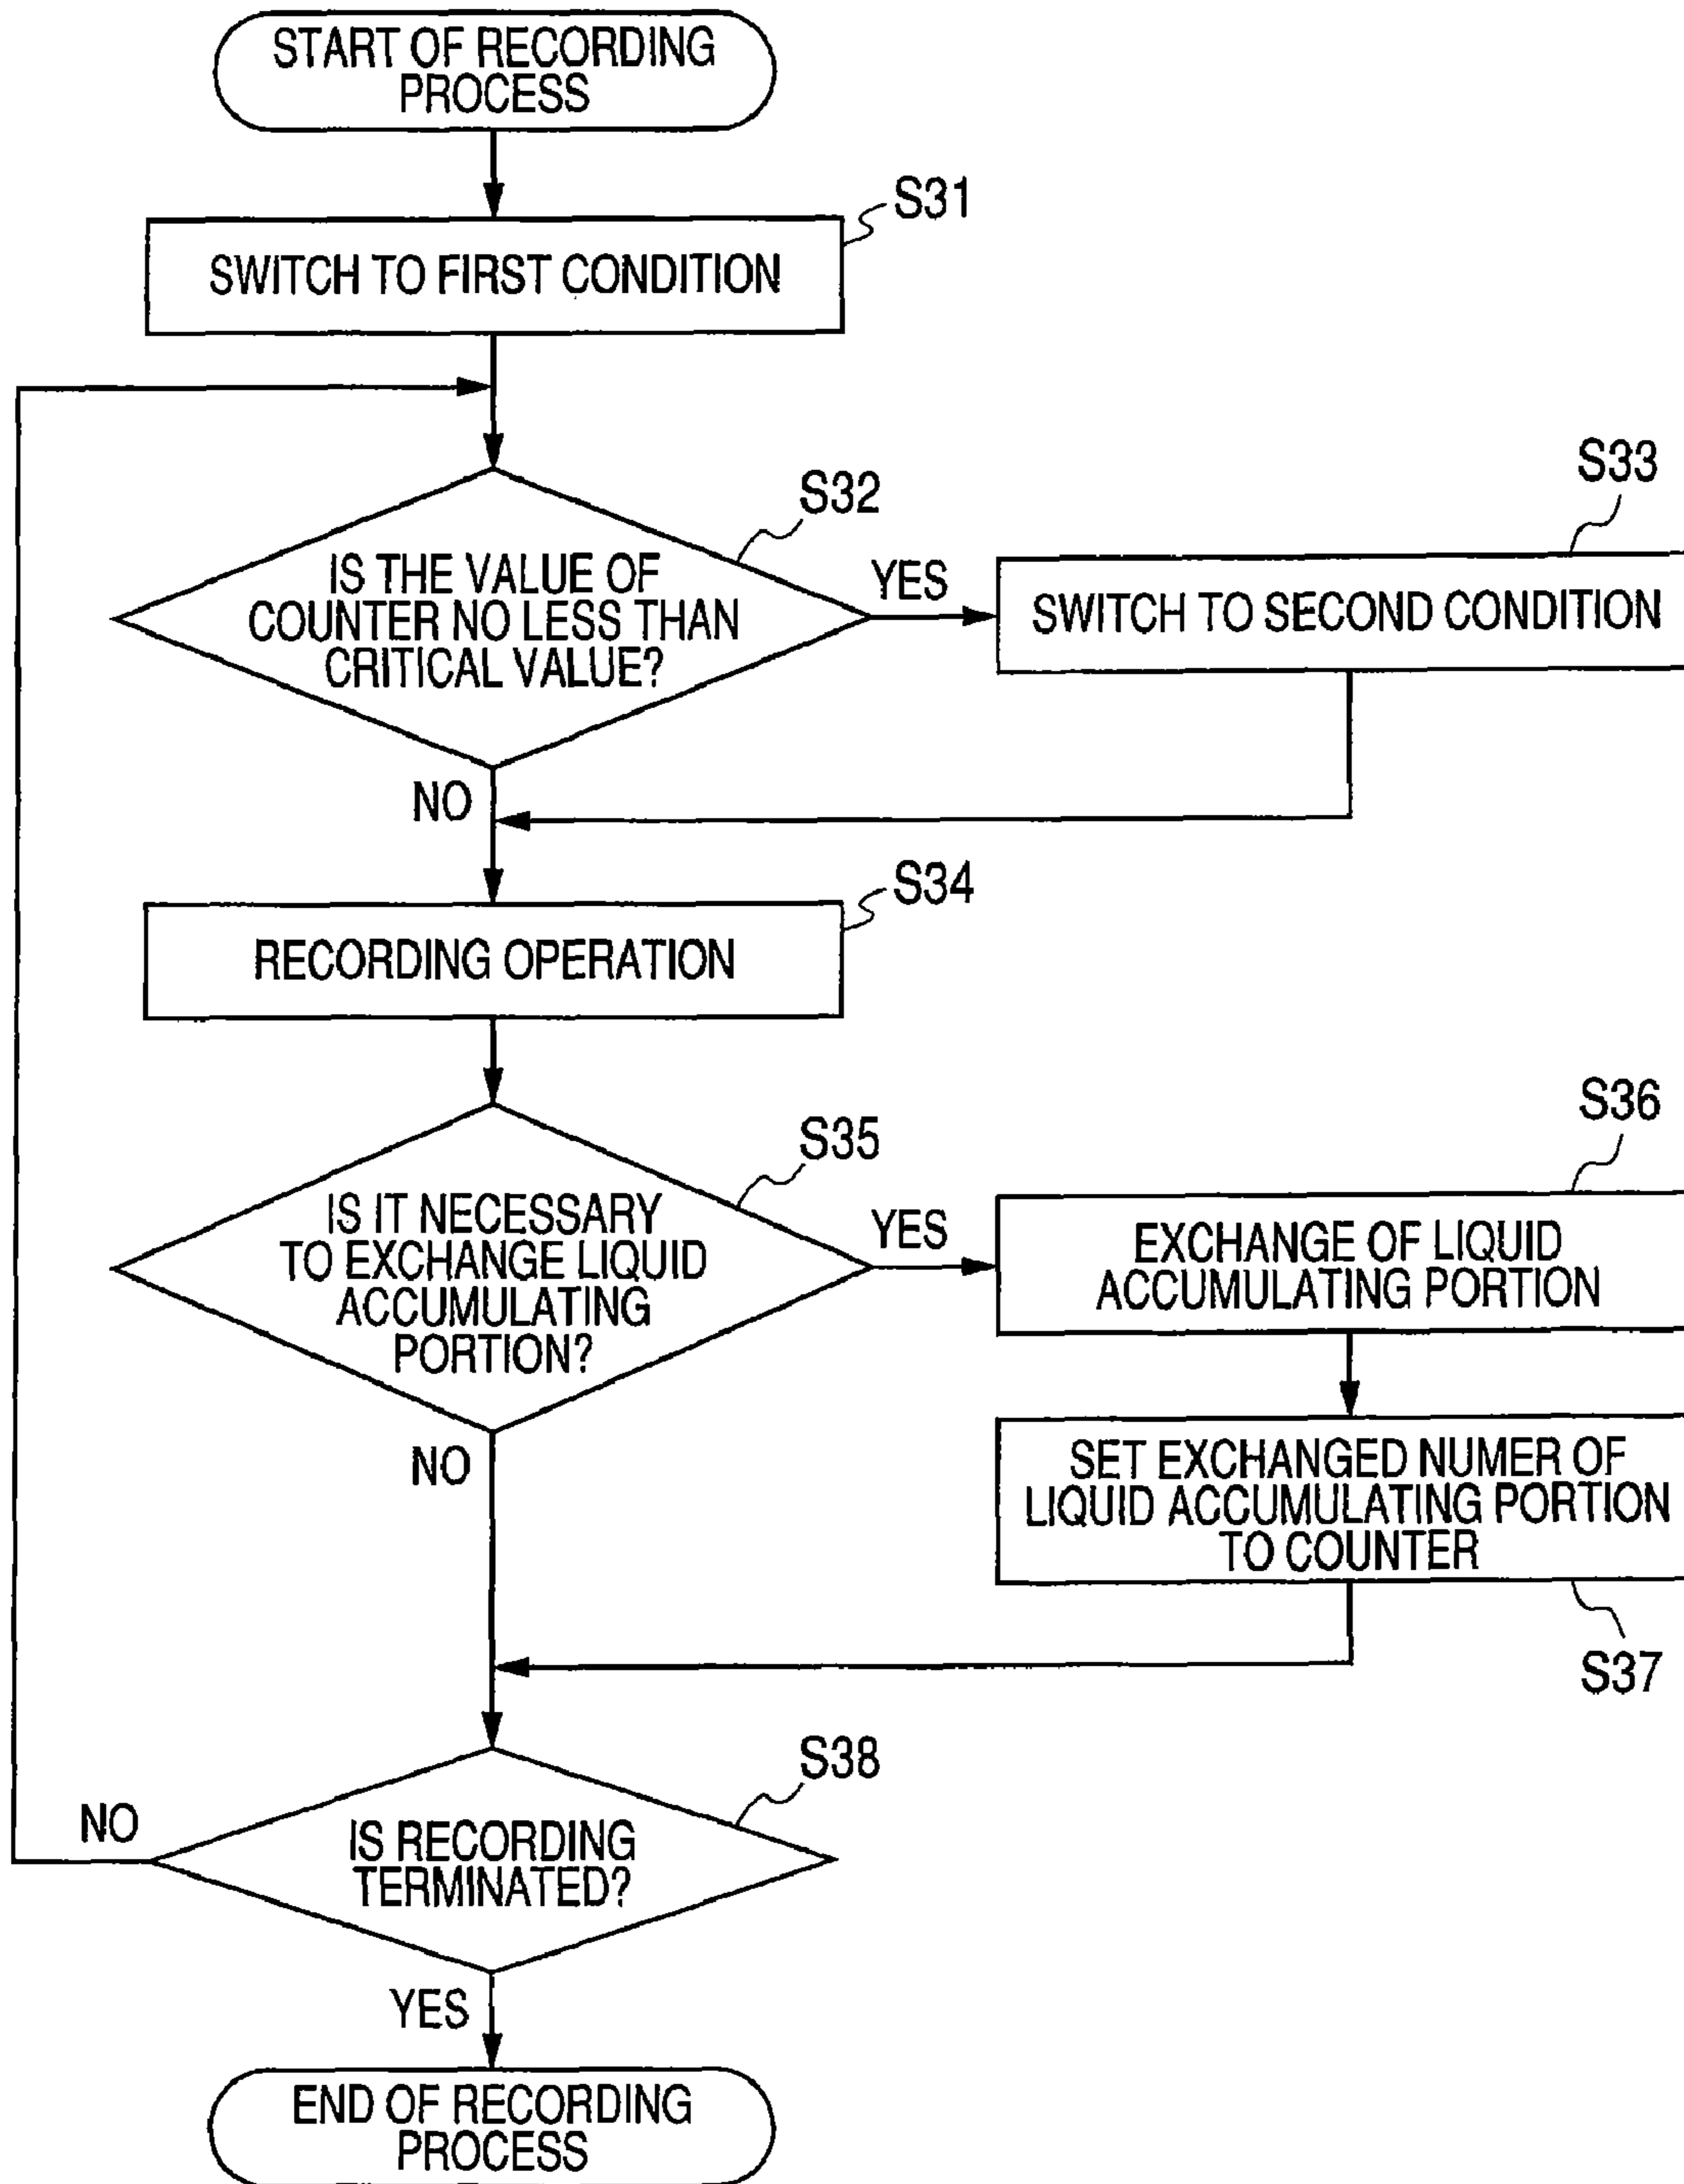 START OF RECORDING
PROCESS
S31
SWITCH TO FIRST CONDITION
S32
IS THE VALUE OF
COUNTER NO LESS THAN
CRITICAL VALUE?
YES
S33
SWITCH TO SECOND CONDITION
NO
S34
RECORDING OPERATION
S35
IS IT NECESSARY
TO EXCHANGE LIQUID
ACCUMULATING
PORTION?
YES
S36
EXCHANGE OF LIQUID
ACCUMULATING PORTION
NO
SET EXCHANGED NUMER OF
LIQUID ACCUMULATING PORTION
TO COUNTER
S37
S38
NO
IS RECORDING
TERMINATED?
YES
END OF RECORDING
PROCESS